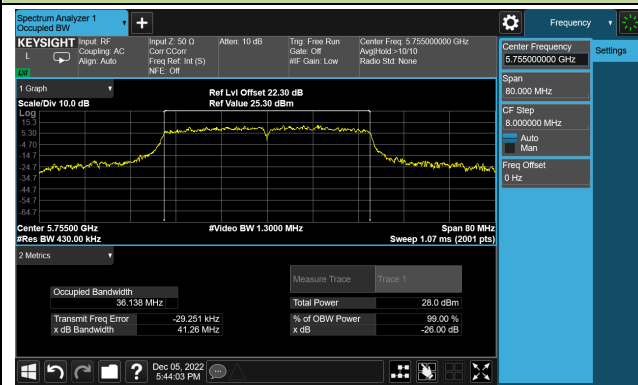 Spectrum Analyzer 1
Occupied BW
Frequency
KEYSIGHT
L
LXI
Input: RF
Coupling: AC
Align: Auto
Input Z: 50 Ω
Corr CCorr
Freq Ref: Int (S)
NFE: Off
Atten: 10 dB
Trig: Free Run
Gate: Off
#IF Gain: Low
Center Freq: 5.755000000 GHz
Avg|Hold:>10/10
Radio Std: None
Center Frequency
5.755000000 GHz
Settings
Span
80.000 MHz
CF Step
8.000000 MHz
Auto
Man
Freq Offset
0 Hz
1 Graph
Scale/Div 10.0 dB
Ref Lvl Offset 22.30 dB
Ref Value 25.30 dBm
Log
15.3
5.30
-4.70
-14.7
-24.7
-34.7
-44.7
-54.7
-64.7
Center 5.75500 GHz
#Res BW 430.00 kHz
#Video BW 1.3000 MHz
Span 80 MHz
Sweep 1.07 ms (2001 pts)
2 Metrics
Measure Trace Trace 1
Occupied Bandwidth
36.138 MHz
Total Power 28.0 dBm
Transmit Freq Error -29.251 kHz
% of OBW Power 99.00 %
x dB Bandwidth 41.26 MHz
x dB -26.00 dB
Dec 05, 2022
5:44:03 PM